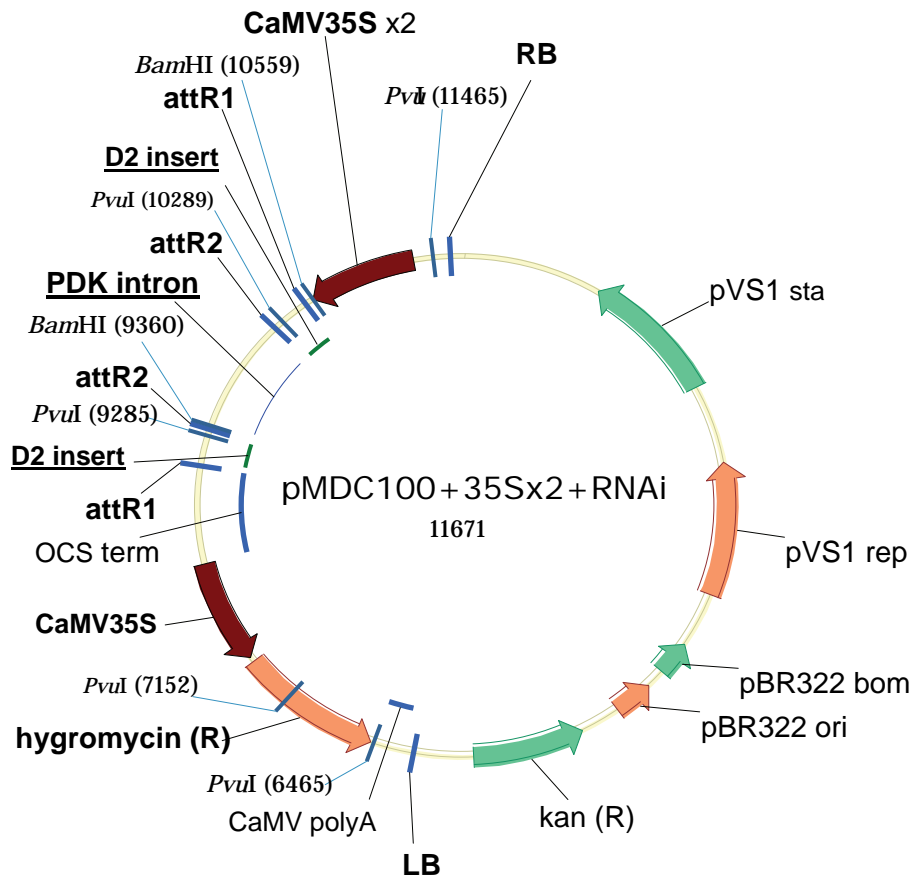 CaMV35S x2
RB
BamHI (10559)
PvuI (11465)
attR1
D2 insert
PvuI (10289)
attR2
PDK intron
BamHI (9360)
attR2
PvuI (9285)
D2 insert
attR1
OCS term
CaMV35S
PvuI (7152)
hygromycin (R)
PvuI (6465)
CaMV polyA
LB
kan (R)
pBR322 ori
pBR322 bom
pVS1 rep
pVS1 sta
pMDC100+35Sx2+RNAi
11671